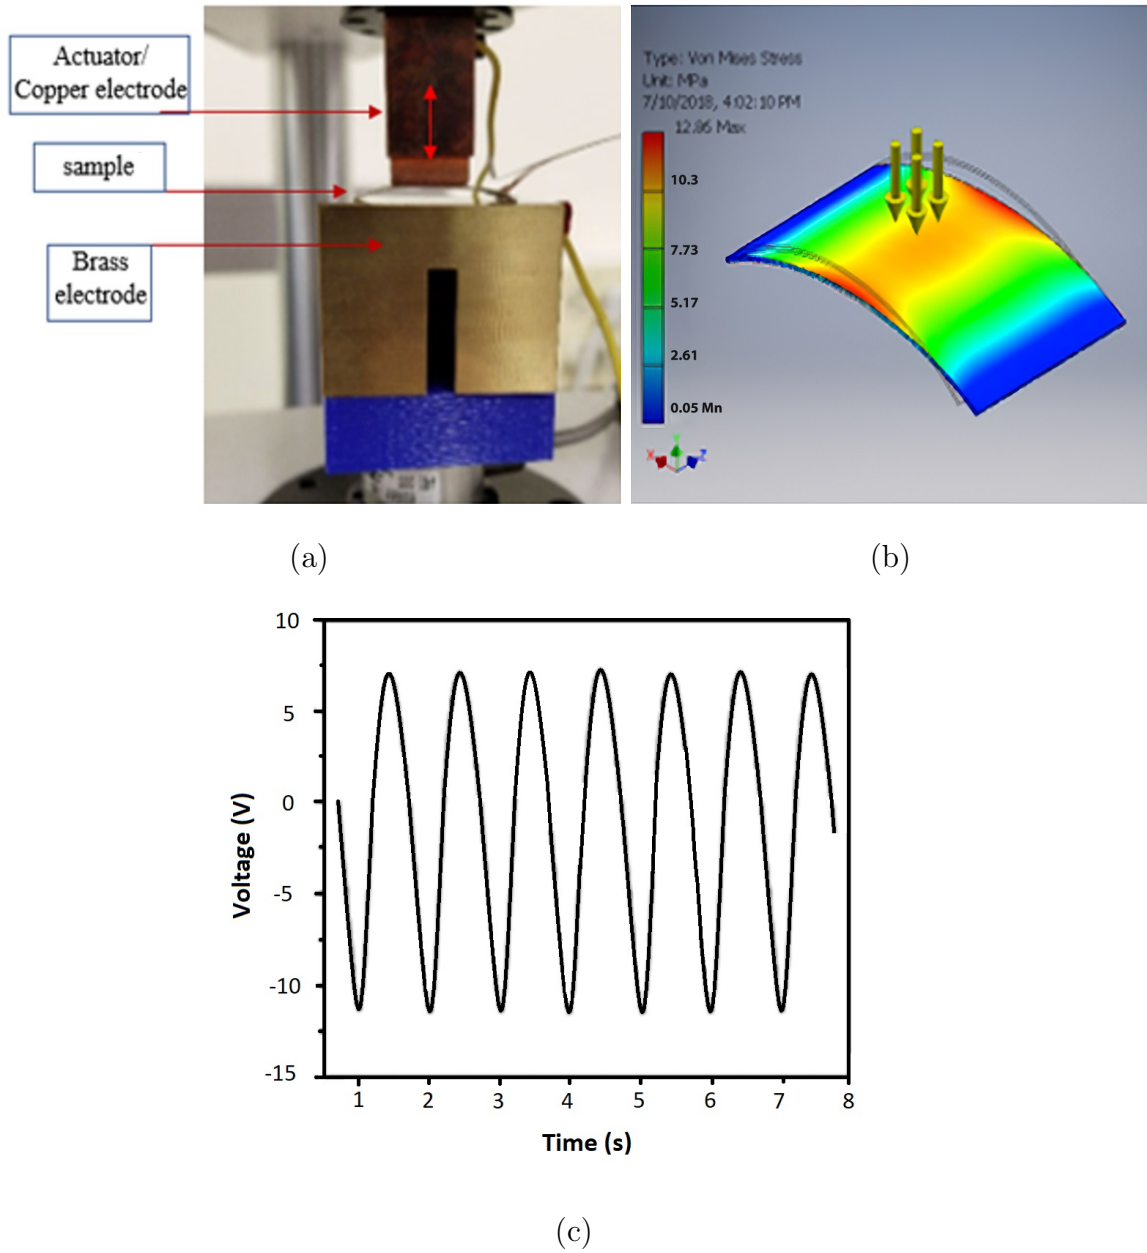 Actuator/
Copper electrode
sample
Brass
electrode
(a)
Type: Von Mises Stress
Unit: MPa
7/10/2018, 4:02:10 PM
12.86 Max
10.3
7.73
5.17
2.61
0.05 Mn
X
Y
Z
(b)
10
5
0
-5
-10
-15
Voltage (V)
1 2 3 4 5 6 7 8
Time (s)
(c)